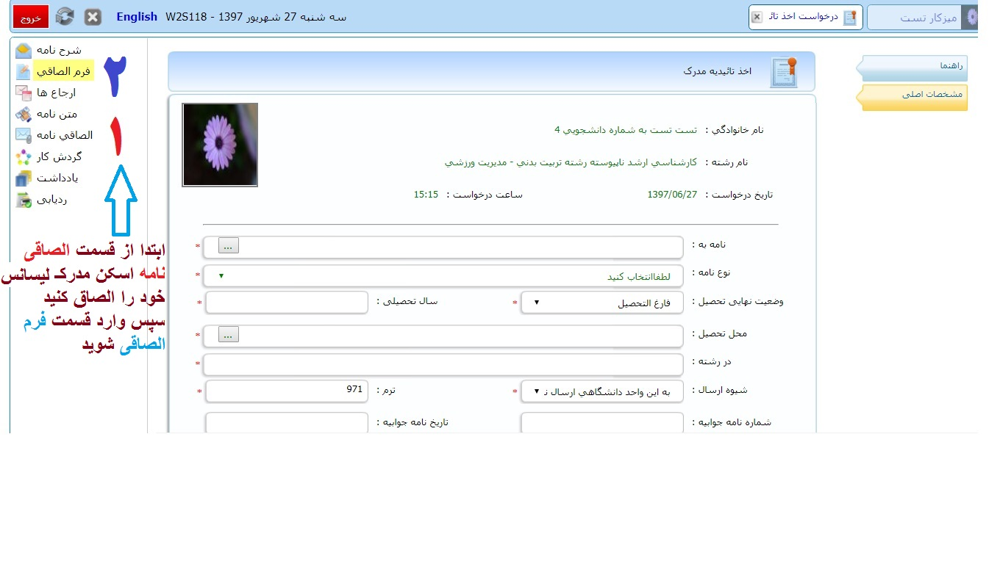 میزکار تست
درخواست اخذ تائ
سه شنبه 27 شهریور 1397 - W2S118
English
خروج
راهنما
مشخصات اصلی
اخذ تائیدیه مدرک
نام خانوادگي : تست تست به شماره دانشجويي 4
نام رشته : کارشناسي ارشد ناپيوسته رشته تربيت بدني - مديريت ورزشي
تاریخ درخواست : 1397/06/27 ساعت درخواست : 15:15
نامه به : ... *
نوع نامه : لطفاانتخاب کنید *
وضعیت نهایی تحصیل : فارغ التحصیل * سال تحصیلی : *
محل تحصیل : ... *
در رشته : *
شیوه ارسال : به این واحد دانشگاهي ارسال ن * ترم : 971 *
شماره نامه جوابیه : تاریخ نامه جوابیه :
شرح نامه
فرم الصاقي
ارجاع ها
متن نامه
الصاقي نامه
گردش کار
یادداشت
ردیابی
۲
۱
ابتدا از قسمت الصاقی
نامه اسکن مدرک لیسانس
خود را الصاق کنید
سپس وارد قسمت فرم
الصاقی شوید